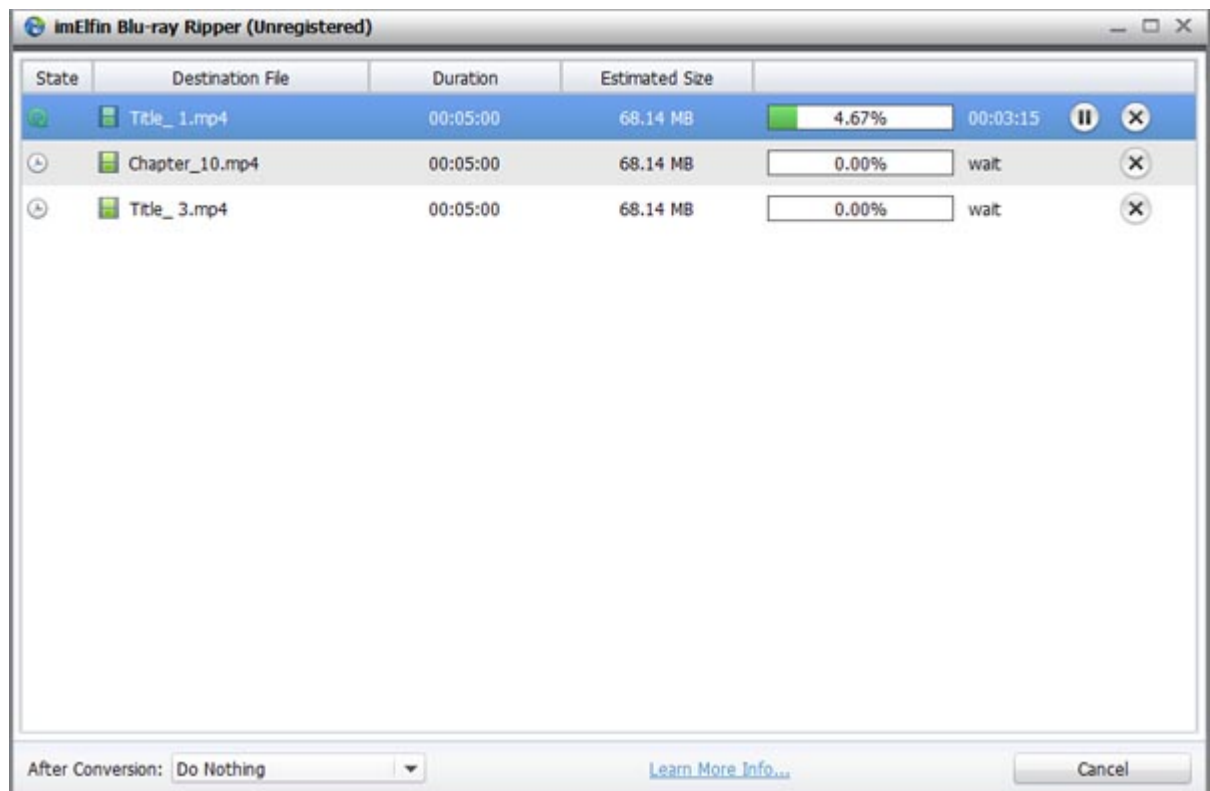 imElfin Blu-ray Ripper (Unregistered)
State Destination File Duration Estimated Size
Title_ 1.mp4 00:05:00 68.14 MB 4.67% 00:03:15
Chapter_10.mp4 00:05:00 68.14 MB 0.00% wait
Title_ 3.mp4 00:05:00 68.14 MB 0.00% wait
After Conversion: Do Nothing Learn More Info... Cancel